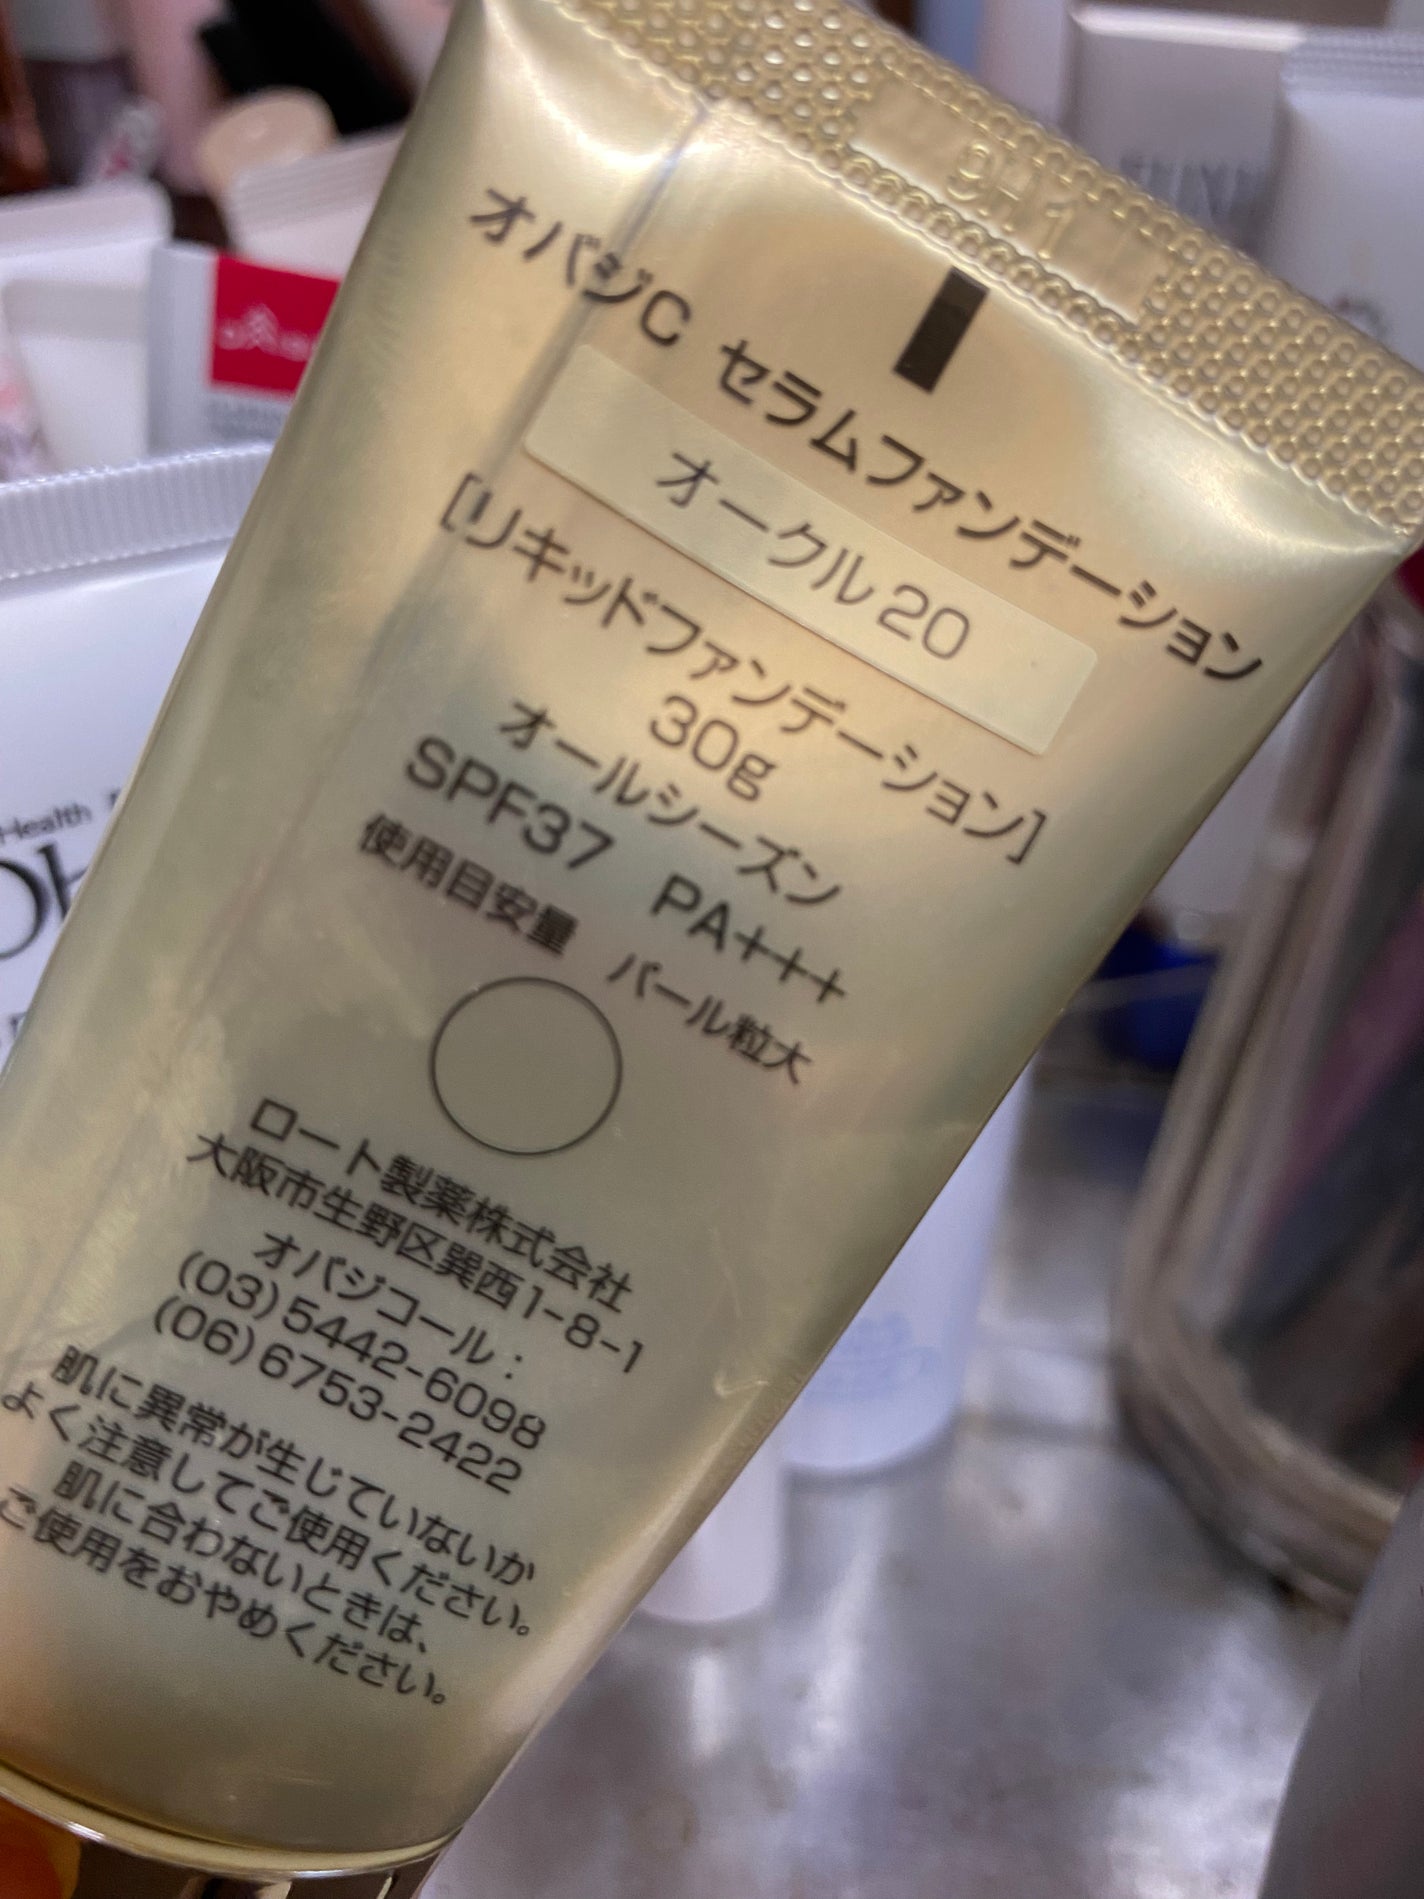 9H1
オバジC セラムファンデーション
オークル20
[リキッドファンデーション]
30g
オールシーズン
SPF37 PA+++
使用目安量 パール粒大
ロート製薬株式会社
大阪市生野区巽西1-8-1
オバジコール:
(03)5442-6098
(06)6753-2422
肌に異常が生じていないか
よく注意してご使用ください。
肌に合わないときは、
ご使用をおやめください。
Health